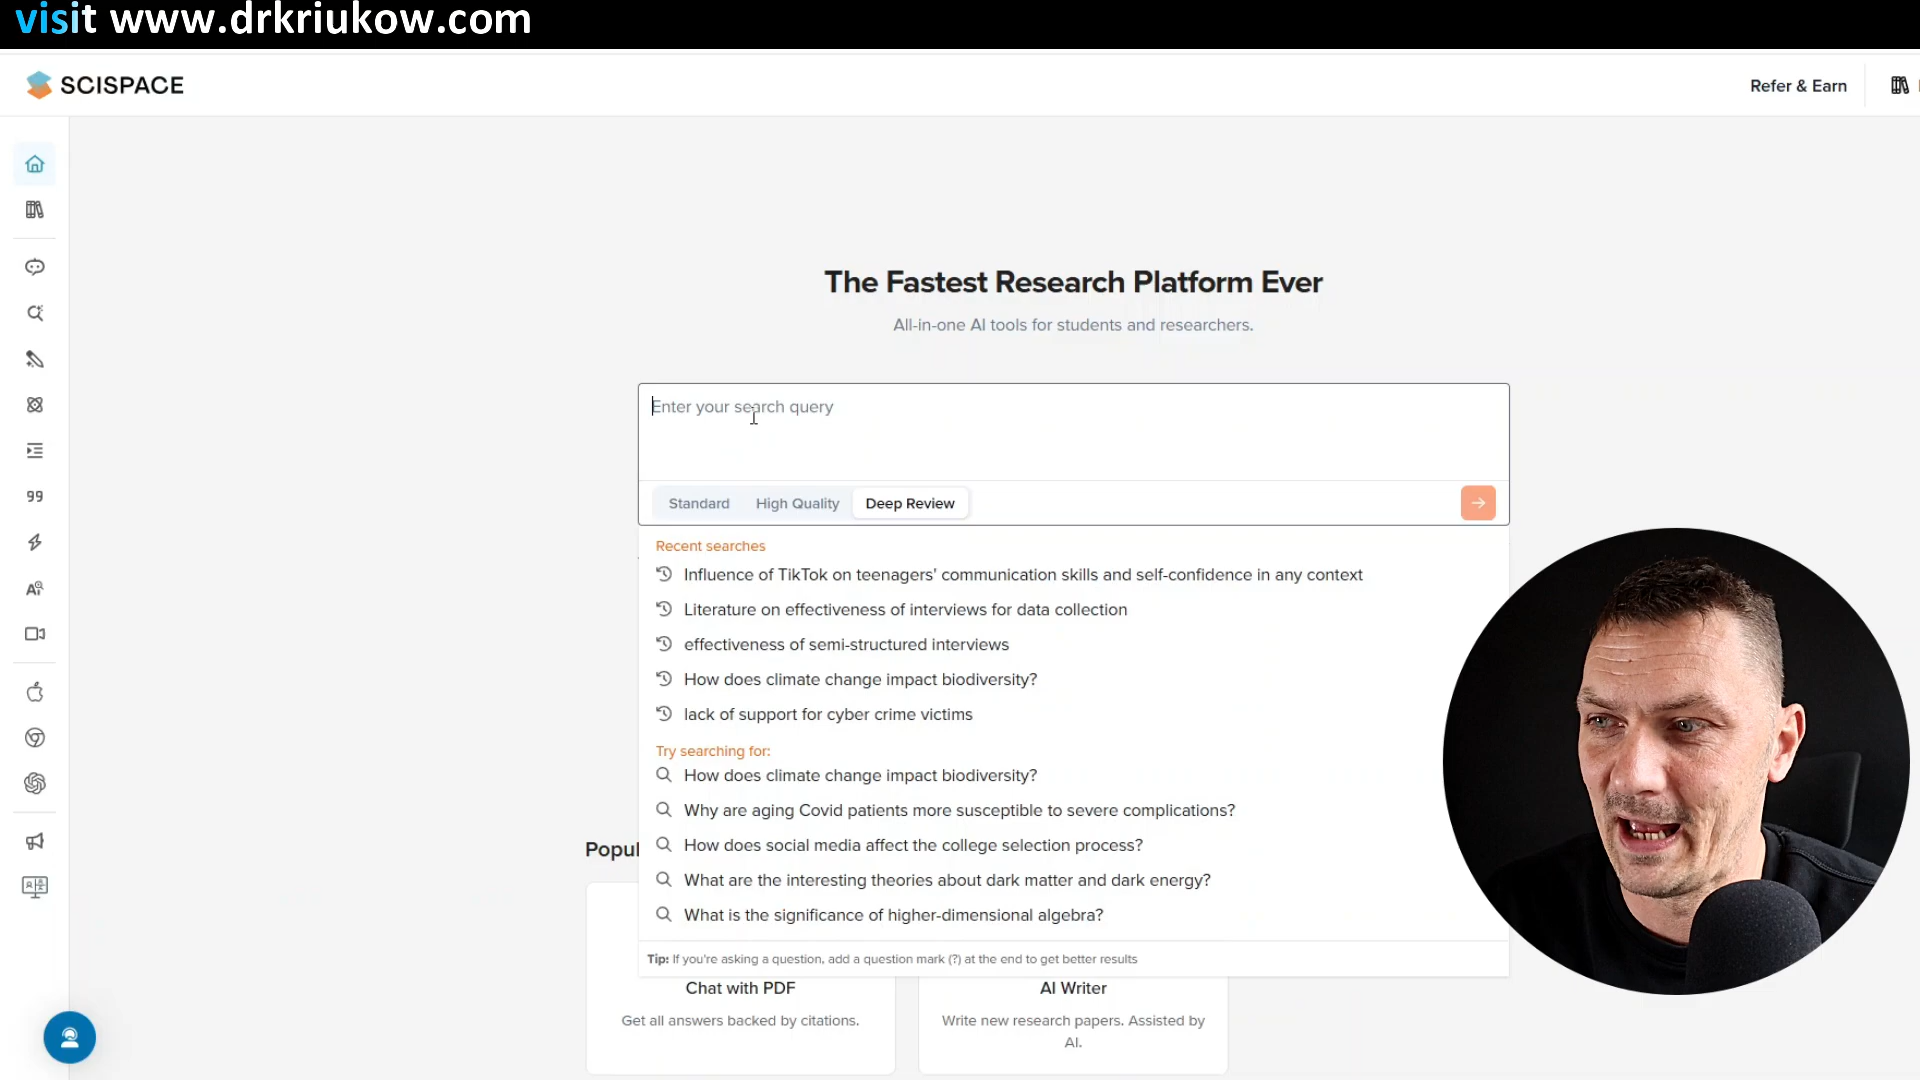 visit www.drkriukow.com
SCISPACE
Refer & Earn
The Fastest Research Platform Ever
All-in-one AI tools for students and researchers.
Enter your search query
Standard High Quality Deep Review
Recent searches
Influence of TikTok on teenagers' communication skills and self-confidence in any context
Literature on effectiveness of interviews for data collection
effectiveness of semi-structured interviews
How does climate change impact biodiversity?
lack of support for cyber crime victims
Try searching for:
How does climate change impact biodiversity?
Why are aging Covid patients more susceptible to severe complications?
Popul
How does social media affect the college selection process?
What are the interesting theories about dark matter and dark energy?
What is the significance of higher-dimensional algebra?
Tip: If you're asking a question, add a question mark (?) at the end to get better results
Chat with PDF
Get all answers backed by citations.
AI Writer
Write new research papers. Assisted by
AI.